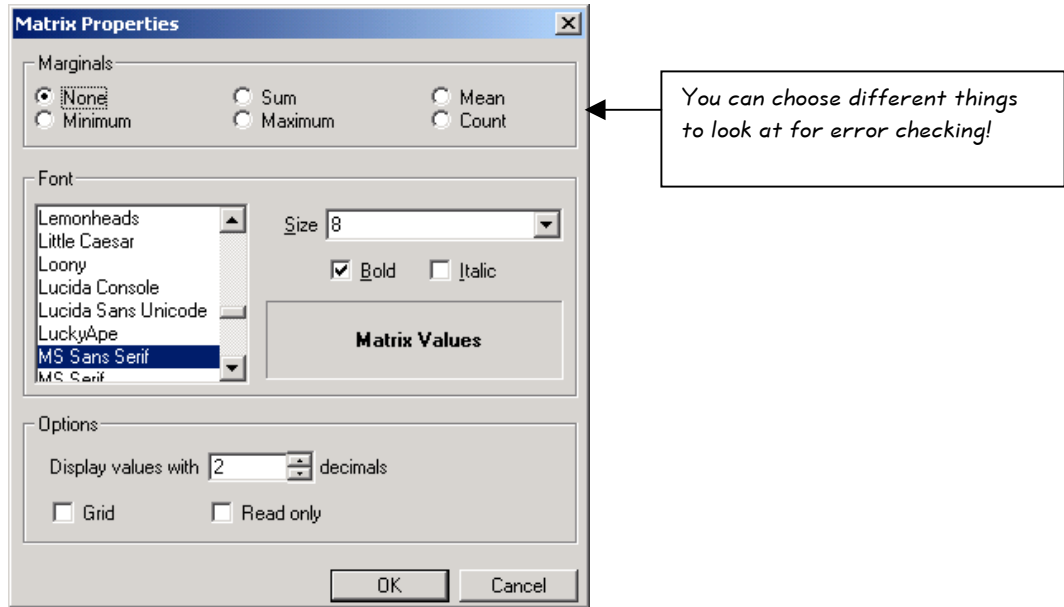 Matrix Properties
Marginals
None Sum Mean
Minimum Maximum Count
You can choose different things
to look at for error checking!
Font
Lemonheads
Little Caesar
Loony
Lucida Console
Lucida Sans Unicode
LuckyApe
MS Sans Serif
MS Serif
Size 8
Bold Italic
Matrix Values
Options
Display values with 2 decimals
Grid Read only
OK Cancel